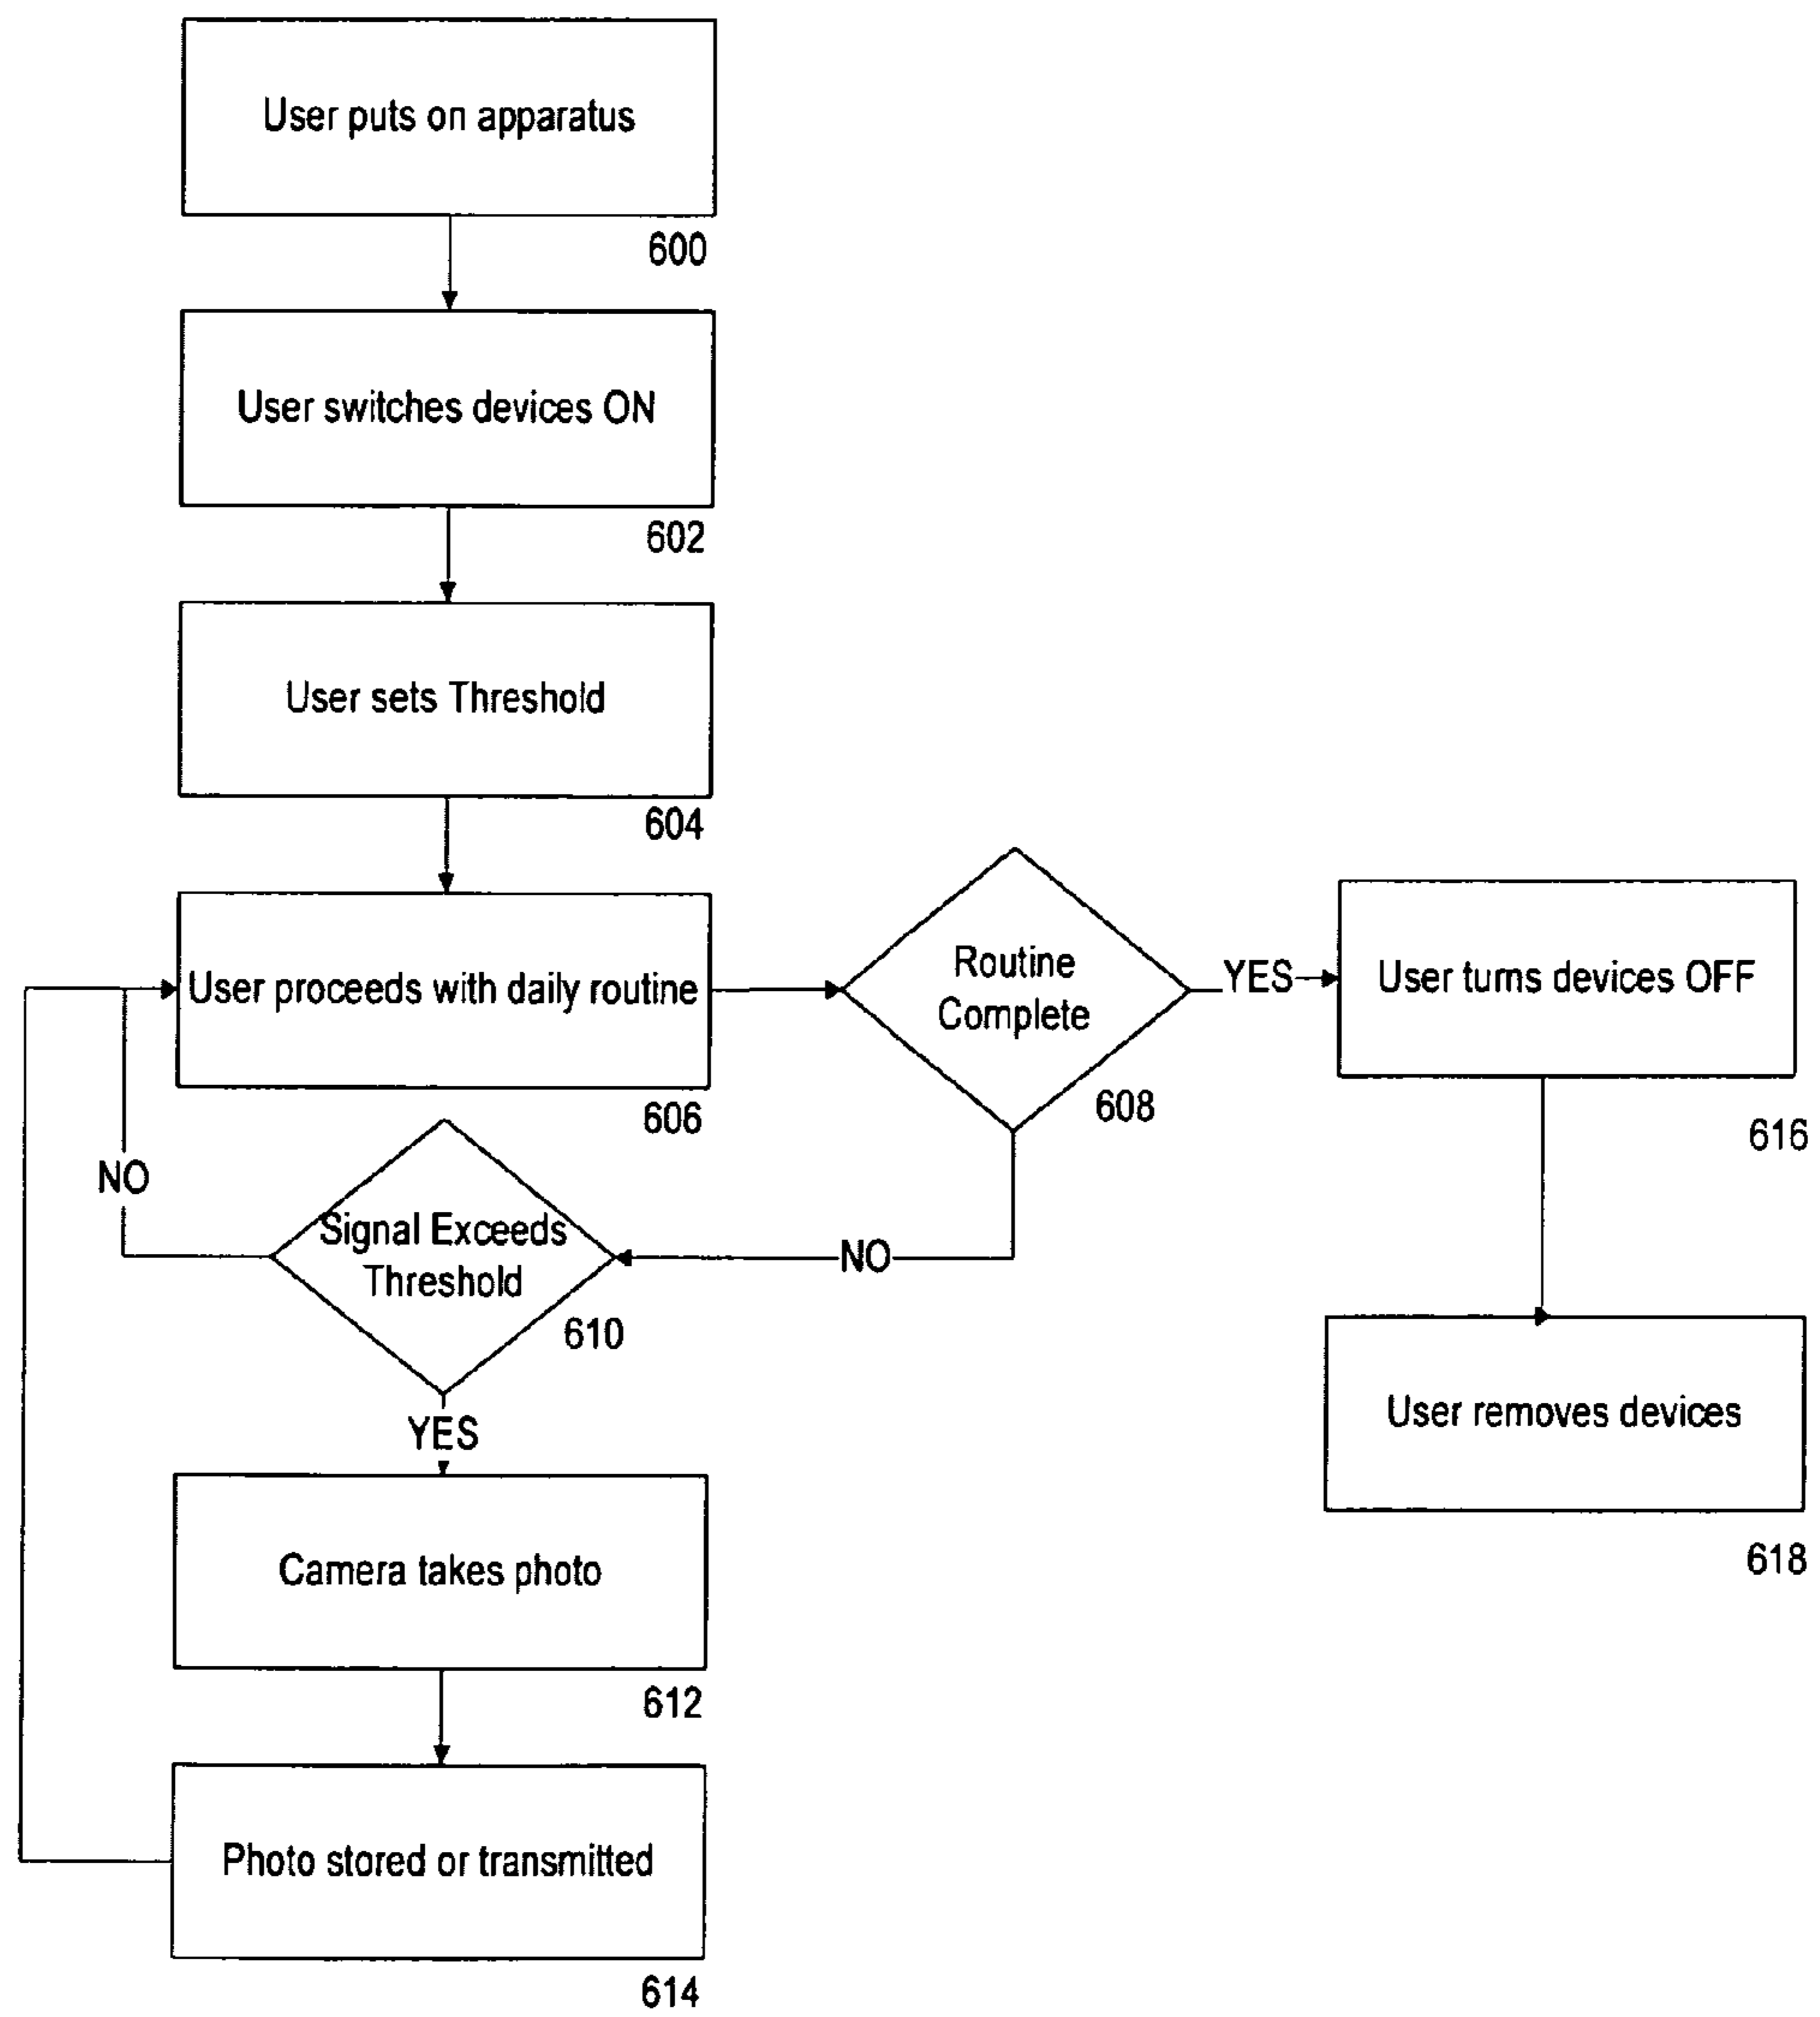 User puts on apparatus
600
User switches devices ON
602
User sets Threshold
604
User proceeds with daily routine
606
Routine
Complete
608
YES
User turns devices OFF
616
NO
NO
Signal Exceeds
Threshold
610
YES
User removes devices
618
Camera takes photo
612
Photo stored or transmitted
614